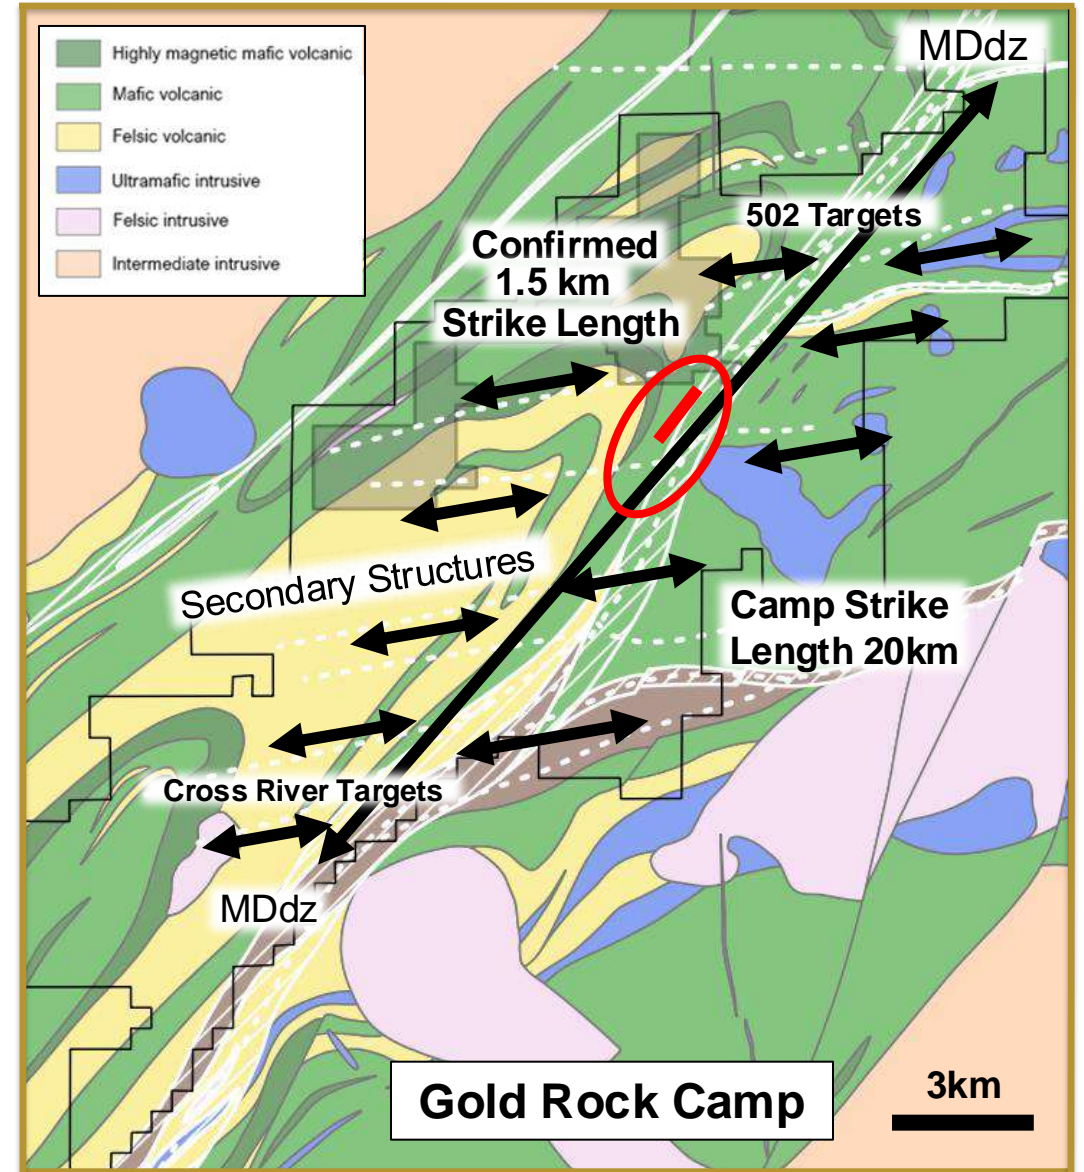 Highly magnetic mafic volcanic
Mafic volcanic
Felsic volcanic
Ultramafic intrusive
Felsic intrusive
Intermediate intrusive
MDdz
502 Targets
Confirmed
1.5 km
Strike Length
Secondary Structures
Camp Strike
Length 20km
Cross River Targets
MDdz
Gold Rock Camp
3km